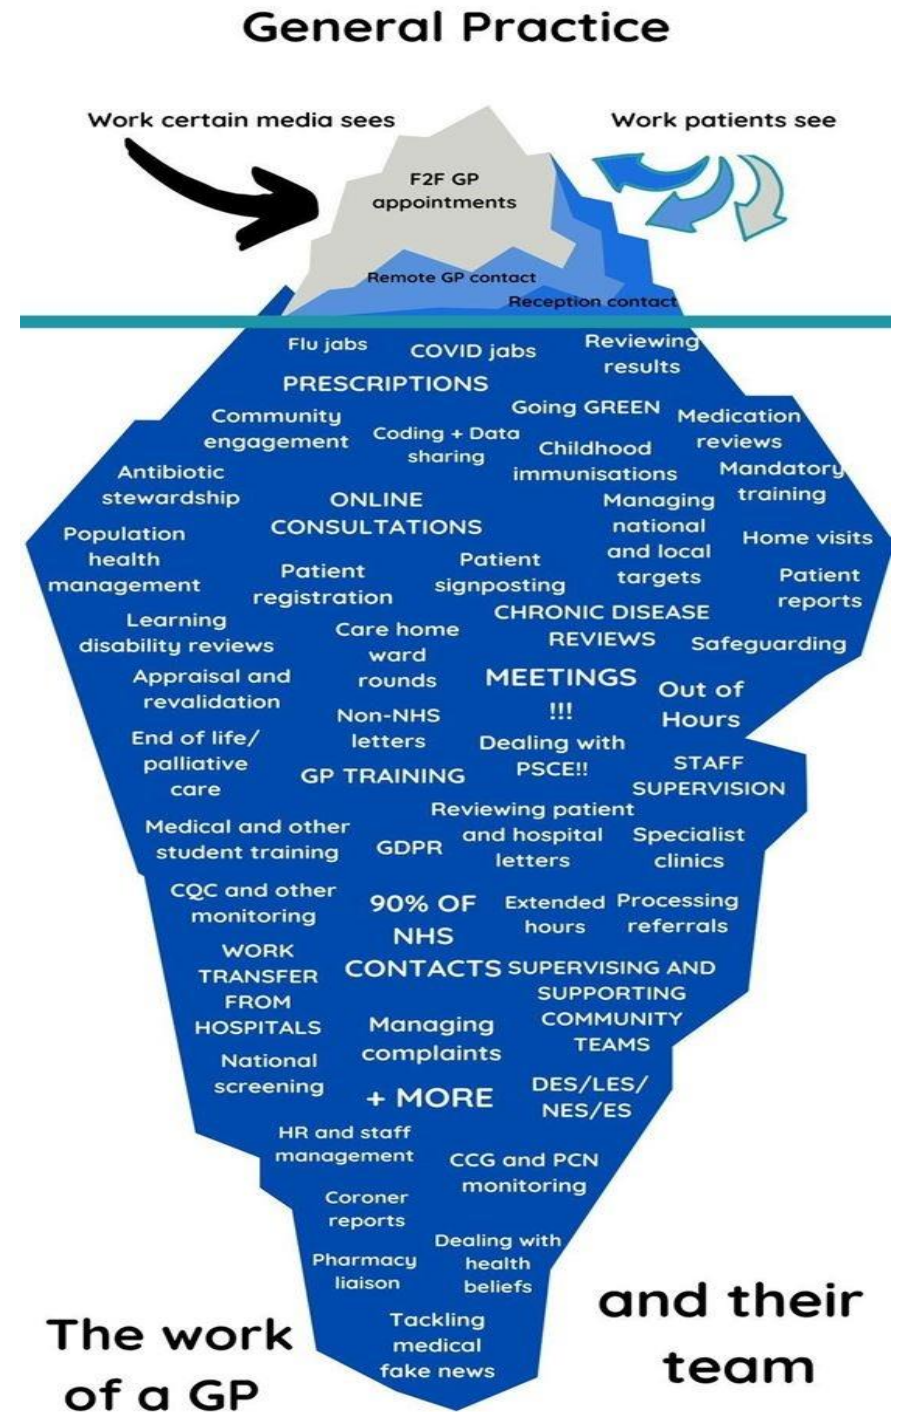 General Practice
Work certain media sees
Work patients see
F2F GP
appointments
Remote GP contact
Reception contact
Flu jabs
COVID jabs
Reviewing
results
PRESCRIPTIONS
Going GREEN
Community
engagement
Coding + Data
sharing
Childhood
immunisations
Medication
reviews
Antibiotic
stewardship
ONLINE
CONSULTATIONS
Managing
national
and local
targets
Mandatory
training
Population
health
management
Home visits
Patient
registration
Patient
signposting
Patient
reports
Learning
disability reviews
Care home
ward
rounds
CHRONIC DISEASE
REVIEWS
Safeguarding
Appraisal and
revalidation
MEETINGS
!!!
Out of
Hours
Non-NHS
letters
End of life/
palliative
care
Dealing with
PSCE!!
STAFF
SUPERVISION
GP TRAINING
Medical and other
student training
GDPR
Reviewing patient
and hospital
letters
Specialist
clinics
CQC and other
monitoring
90% OF
NHS
CONTACTS
Extended
hours
Processing
referrals
WORK
TRANSFER
FROM
HOSPITALS
SUPERVISING AND
SUPPORTING
COMMUNITY
TEAMS
Managing
complaints
National
screening
+ MORE
DES/LES/
NES/ES
HR and staff
management
CCG and PCN
monitoring
Coroner
reports
Dealing with
health
beliefs
Pharmacy
liaison
Tackling
medical
fake news
The work
of a GP
and their
team